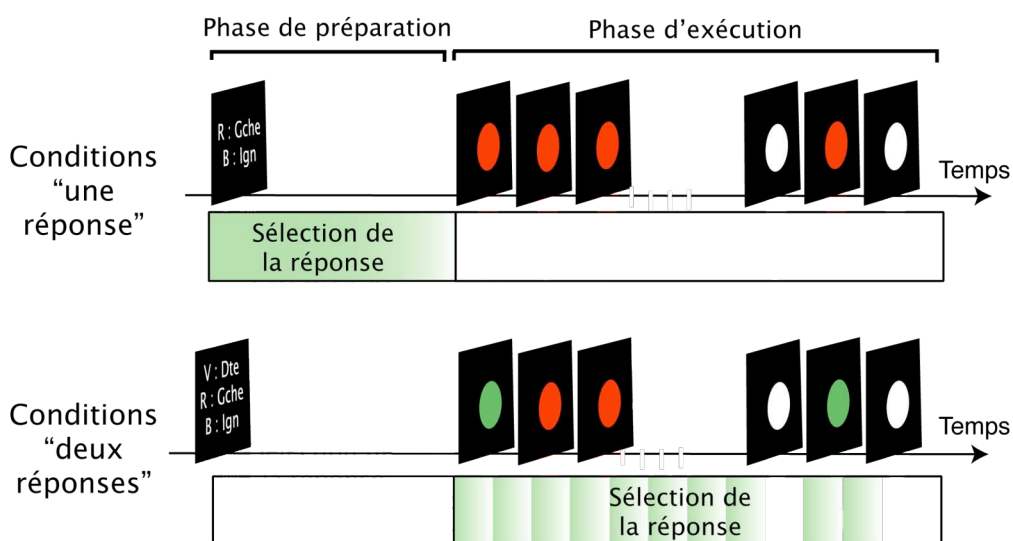 Phase de préparation
Phase d’exécution
Conditions
“une
réponse”
R : Gche
B : Ign
Temps
Sélection de
la réponse
Conditions
“deux
réponses”
V : Dte
R : Gche
B : Ign
Temps
Sélection de
la réponse